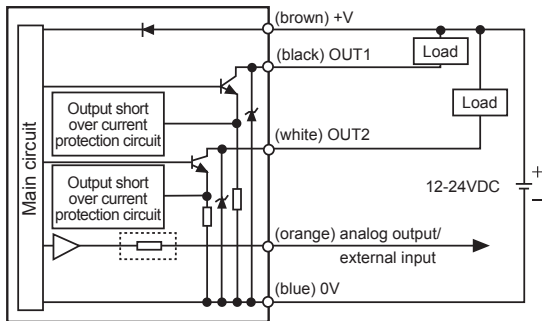 (brown) +V
(black) OUT1
Load
Output short
over current
protection circuit
Load
Main circuit
(white) OUT2
Output short
over current
protection circuit
12-24VDC
+
−
(orange) analog output/
external input
(blue) 0V